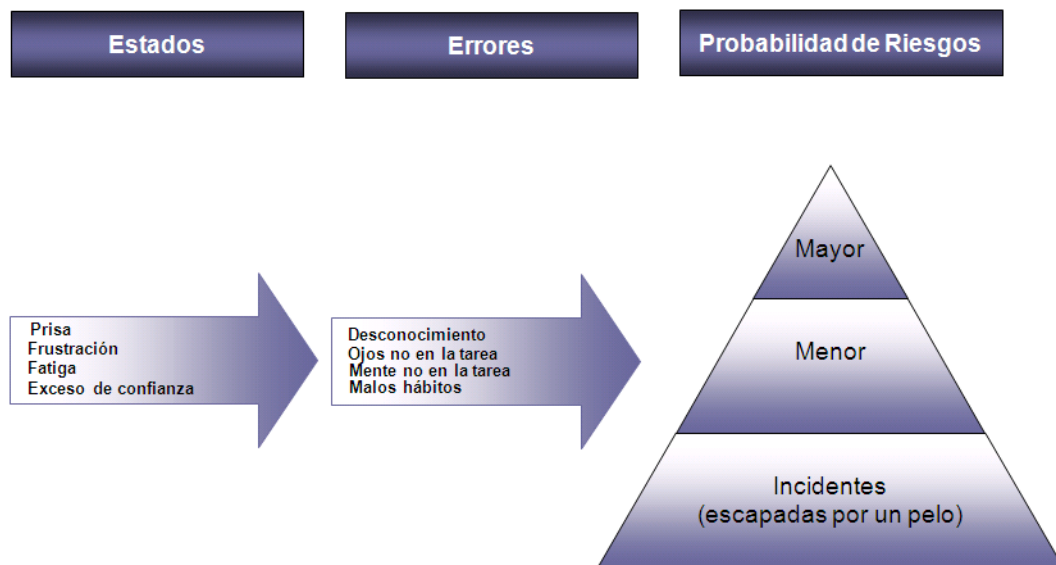 Estados
Errores
Probabilidad de Riesgos
Prisa
Frustración
Fatiga
Exceso de confianza
Desconocimiento
Ojos no en la tarea
Mente no en la tarea
Malos hábitos
Mayor
Menor
Incidentes
(escapadas por un pelo)